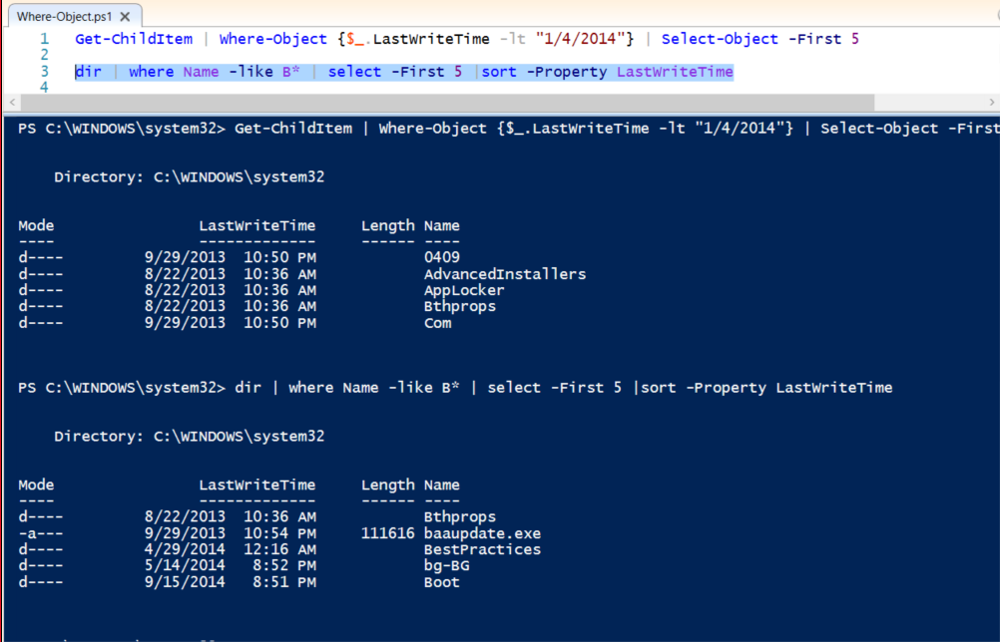 Where-Object.ps1 X
1 Get-ChildItem | Where-Object {$_.LastWriteTime -lt "1/4/2014"} | Select-Object -First 5
2
3 dir | where Name -like B* | select -First 5 |sort -Property LastWriteTime
4
PS C:\WINDOWS\system32> Get-ChildItem | Where-Object {$_.LastWriteTime -lt "1/4/2014"} | Select-Object -First
Directory: C:\WINDOWS\system32
Mode LastWriteTime Length Name
---- ------------- ------ ----
d---- 9/29/2013 10:50 PM 0409
d---- 8/22/2013 10:36 AM AdvancedInstallers
d---- 8/22/2013 10:36 AM AppLocker
d---- 8/22/2013 10:36 AM Bthprops
d---- 9/29/2013 10:50 PM Com
PS C:\WINDOWS\system32> dir | where Name -like B* | select -First 5 |sort -Property LastWriteTime
Directory: C:\WINDOWS\system32
Mode LastWriteTime Length Name
---- ------------- ------ ----
d---- 8/22/2013 10:36 AM Bthprops
-a--- 9/29/2013 10:54 PM 111616 baaupdate.exe
d---- 4/29/2014 12:16 AM BestPractices
d---- 5/14/2014 8:52 PM bg-BG
d---- 9/15/2014 8:51 PM Boot